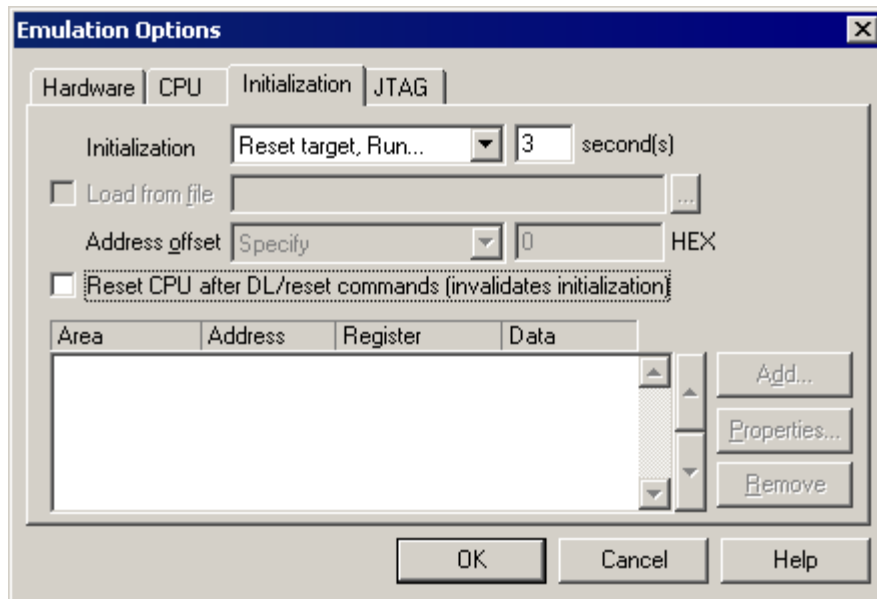 Emulation Options
Hardware CPU Initialization JTAG
Initialization Reset target, Run... 3 second(s)
Load from file ...
Address offset Specify 0 HEX
Reset CPU after DL/reset commands (invalidates initialization)
Area Address Register Data
Add...
Properties...
Remove
OK Cancel Help